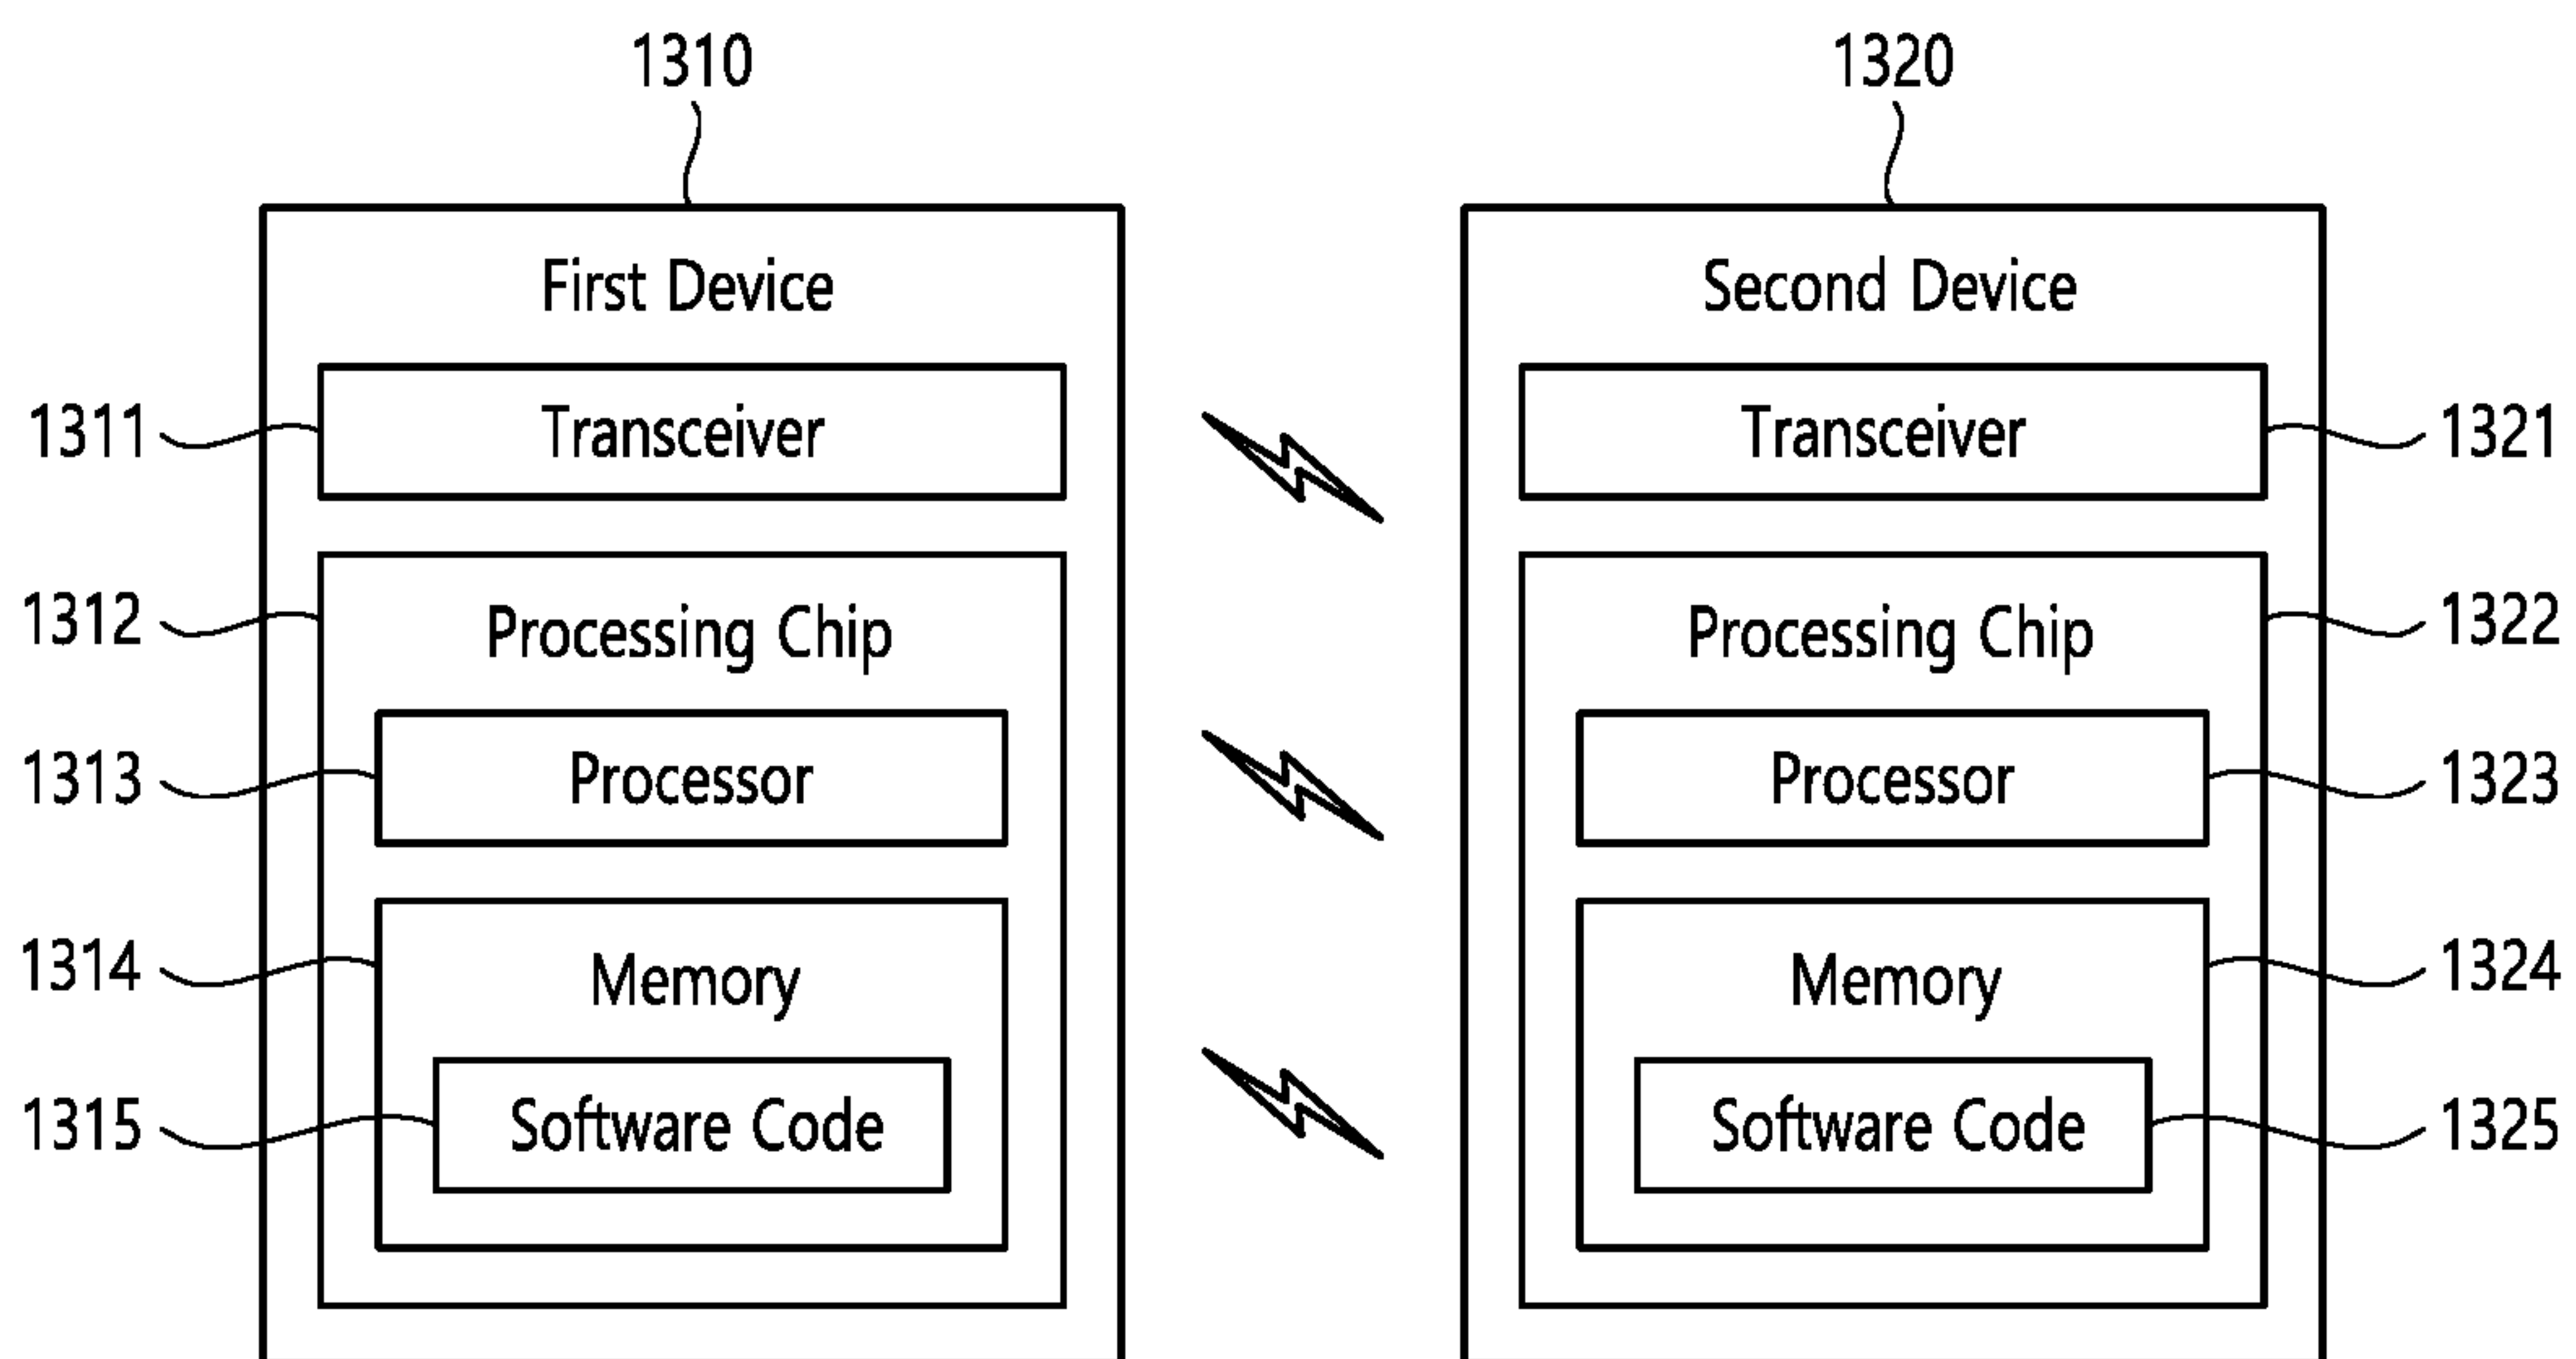 1310
1320
First Device
Second Device
1311
Transceiver
Transceiver
1321
1312
Processing Chip
Processing Chip
1322
1313
Processor
Processor
1323
1314
Memory
Memory
1324
1315
Software Code
Software Code
1325